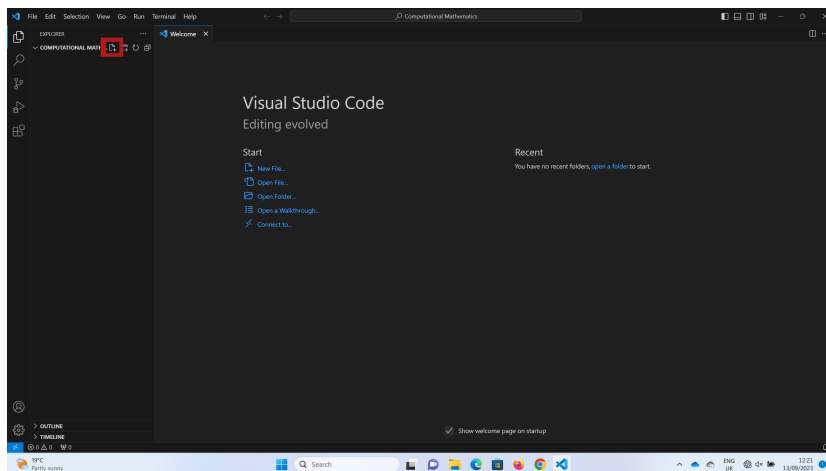 File Edit Selection View Go Run Terminal Help
Computational Mathematics
EXPLORER
Welcome
COMPUTATIONAL MATH
Visual Studio Code
Editing evolved
Start
New File...
Open File...
Open Folder...
Open a Walkthrough...
Connect to...
Recent
You have no recent folders, open a folder to start.
OUTLINE
TIMELINE
Show welcome page on startup
0 0 0
19°C
Partly sunny
Search
ENG
UK
12:21
13/09/2023